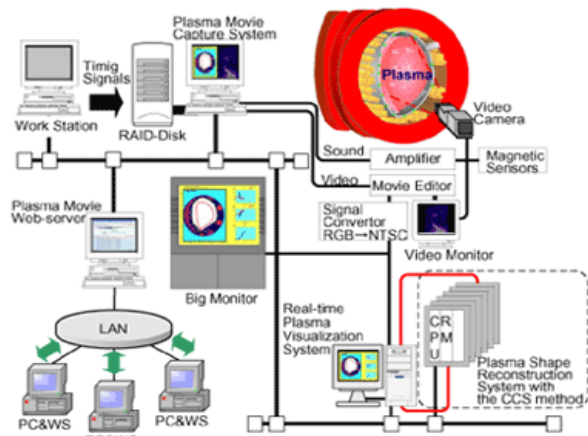 Plasma Movie
Capture System
Timig
Signals
Plasma
Video
Camera
Work Station
RAID-Disk
Sound
Amplifier
Magnetic
Sensors
Video
Movie Editor
Plasma Movie
Web-server
Signal
Convertor
RGB→NTSC
Video Monitor
Big Monitor
Real-time
Plasma
Visualization
System
LAN
CR
PM
U
Plasma Shape
Reconstruction
System with
the CCS method
PC&WS
PC&WS